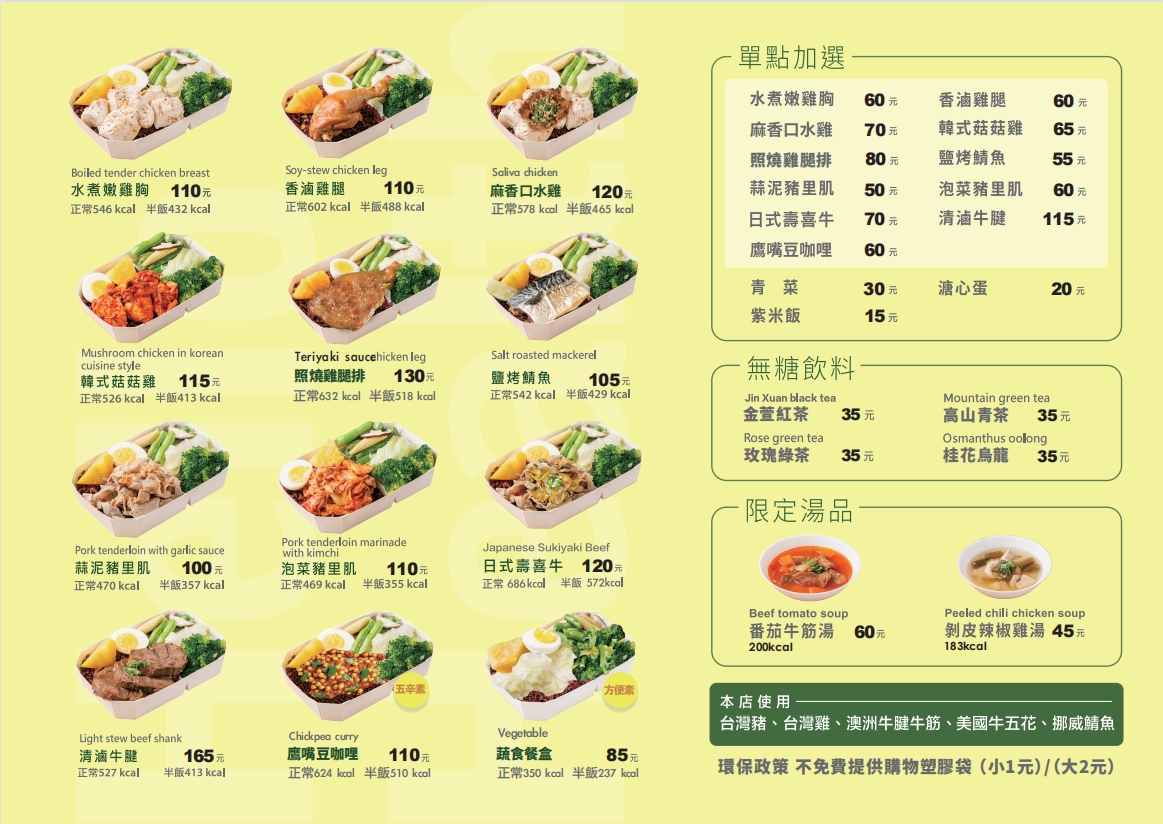 Boiled tender chicken breast
水煮嫩雞胸 110元
正常546 kcal 半飯432 kcal
Soy-stew chicken leg
香滷雞腿 110元
正常602 kcal 半飯488 kcal
Saliva chicken
麻香口水雞 120元
正常578 kcal 半飯465 kcal
Mushroom chicken in korean
cuisine style
韓式菇菇雞 115元
正常526 kcal 半飯413 kcal
Teriyaki sauce chicken leg
照燒雞腿排 130元
正常632 kcal 半飯518 kcal
Salt roasted mackerel
鹽烤鯖魚 105元
正常542 kcal 半飯429 kcal
Pork tenderloin with garlic sauce
蒜泥豬里肌 100元
正常470 kcal 半飯357 kcal
Pork tenderloin marinade
with kimchi
泡菜豬里肌 110元
正常469 kcal 半飯355 kcal
Japanese Sukiyaki Beef
日式壽喜牛 120元
正常 686kcal 半飯 572kcal
Light stew beef shank
清滷牛腱 165元
正常527 kcal 半飯413 kcal
五辛素
Chickpea curry
鷹嘴豆咖哩 110元
正常624 kcal 半飯510 kcal
方便素
Vegetable
蔬食餐盒 85元
正常350 kcal 半飯237 kcal
單點加選
水煮嫩雞胸 60元 香滷雞腿 60元
麻香口水雞 70元 韓式菇菇雞 65元
照燒雞腿排 80元 鹽烤鯖魚 55元
蒜泥豬里肌 50元 泡菜豬里肌 60元
日式壽喜牛 70元 清滷牛腱 115元
鷹嘴豆咖哩 60元
青 菜 30元 溏心蛋 20元
紫米飯 15元
無糖飲料
Jin Xuan black tea
金萱紅茶 35元
Mountain green tea
高山青茶 35元
Rose green tea
玫瑰綠茶 35元
Osmanthus oolong
桂花烏龍 35元
限定湯品
Beef tomato soup
番茄牛筋湯 60元
200kcal
Peeled chili chicken soup
剝皮辣椒雞湯 45元
183kcal
本店使用
台灣豬、台灣雞、澳洲牛腱牛筋、美國牛五花、挪威鯖魚
環保政策 不免費提供購物塑膠袋（小1元）/（大2元）